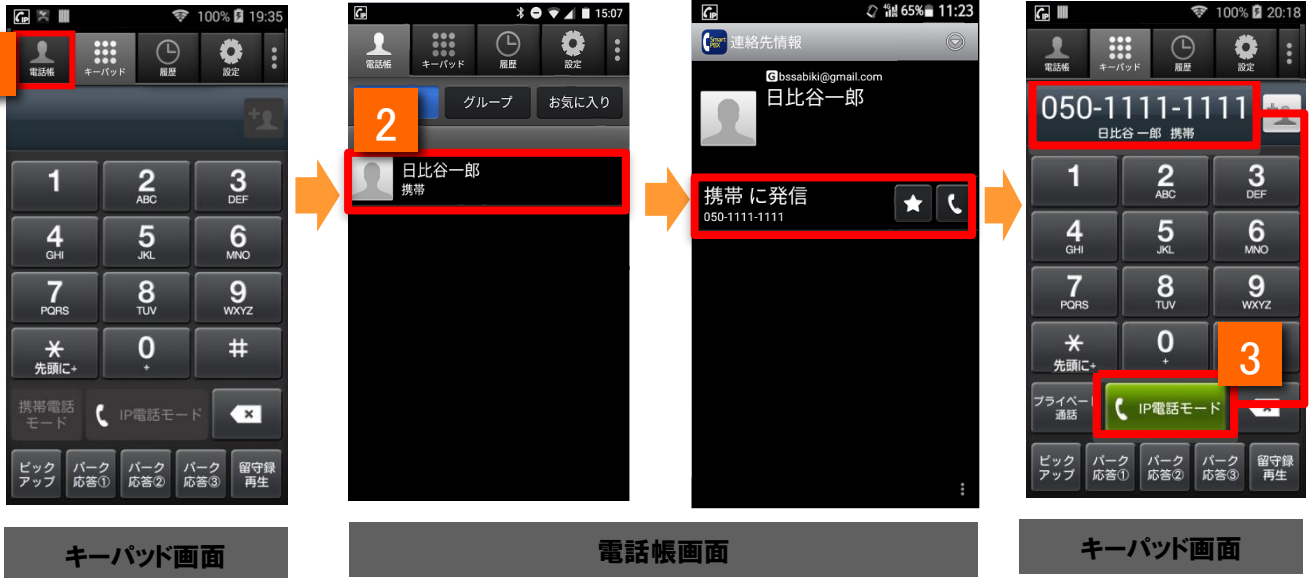 100% 19:35
電話帳
キーパッド
履歴
設定
1
2
ABC
3
DEF
4
GHI
5
JKL
6
MNO
7
PQRS
8
TUV
9
WXYZ
*
先頭に+
0
+
#
携帯電話
モード
IP電話モード
ピック
アップ
パーク
応答①
パーク
応答②
パーク
応答③
留守録
再生
キーパッド画面
15:07
電話帳
キーパッド
履歴
設定
グループ
お気に入り
2
日比谷一郎
携帯
65% 11:23
Smart
PBX
連絡先情報
G bssabiki@gmail.com
日比谷一郎
携帯 に発信
050-1111-1111
電話帳画面
100% 20:18
電話帳
キーパッド
履歴
設定
050-1111-1111
日比谷 一郎 携帯
1
2
ABC
3
DEF
4
GHI
5
JKL
6
MNO
7
PQRS
8
TUV
9
WXYZ
*
先頭に+
0
+
3
プライベート
通話
IP電話モード
ピック
アップ
パーク
応答①
パーク
応答②
パーク
応答③
留守録
再生
キーパッド画面